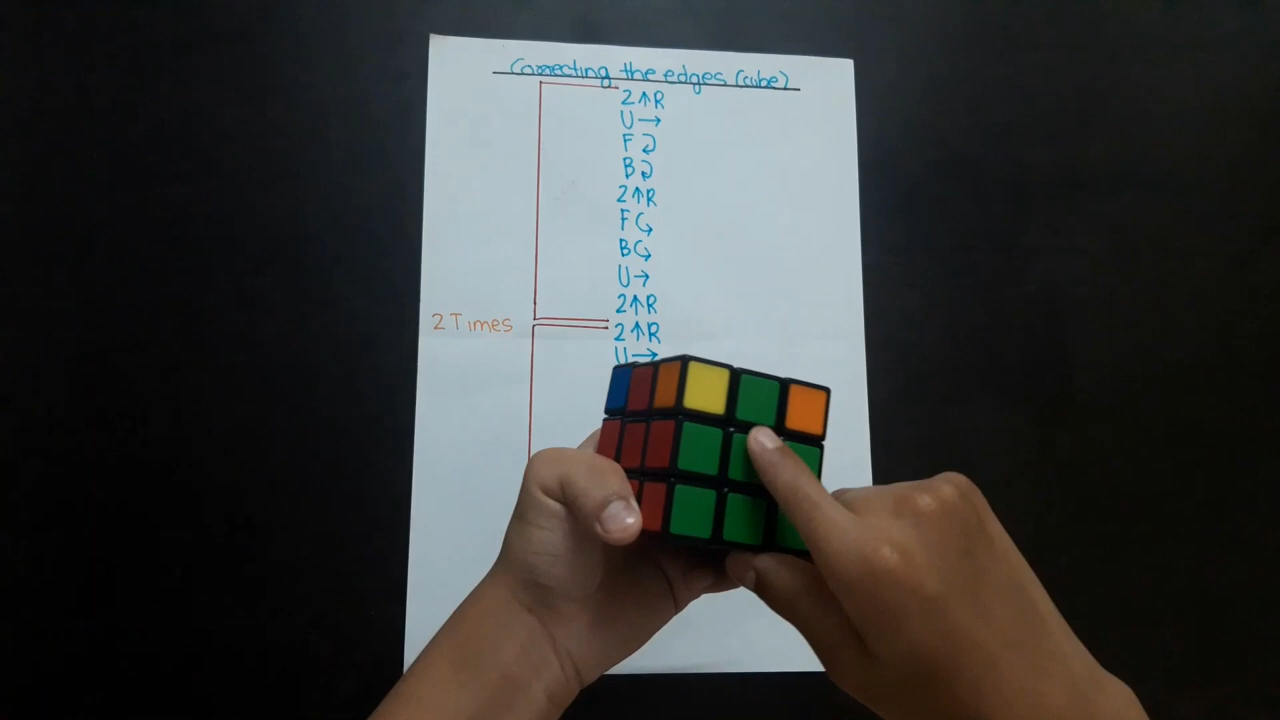 Correcting the edges (cube)
2↑R
U→
F↻
B↻
2↑R
F↺
B↺
U→
2↑R
2 Times
2↑R
U→